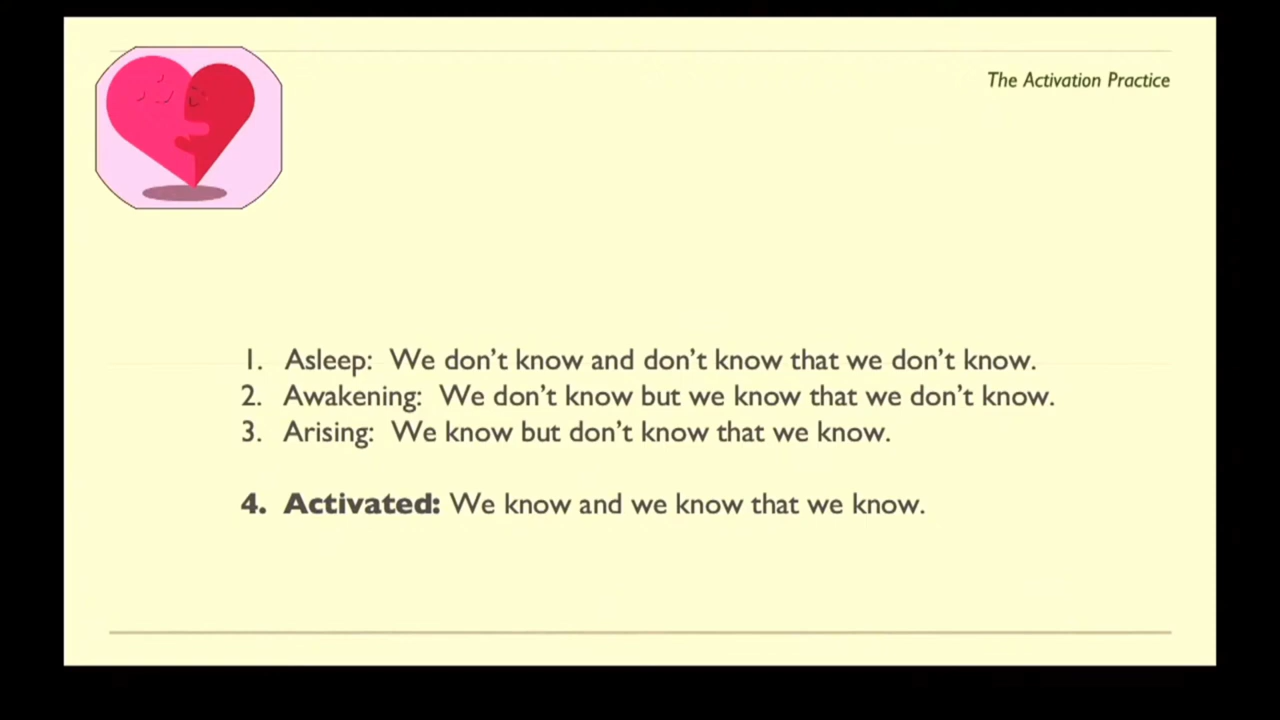 The Activation Practice
1. Asleep: We don't know and don't know that we don't know.
2. Awakening: We don't know but we know that we don't know.
3. Arising: We know but don't know that we know.
4. Activated: We know and we know that we know.